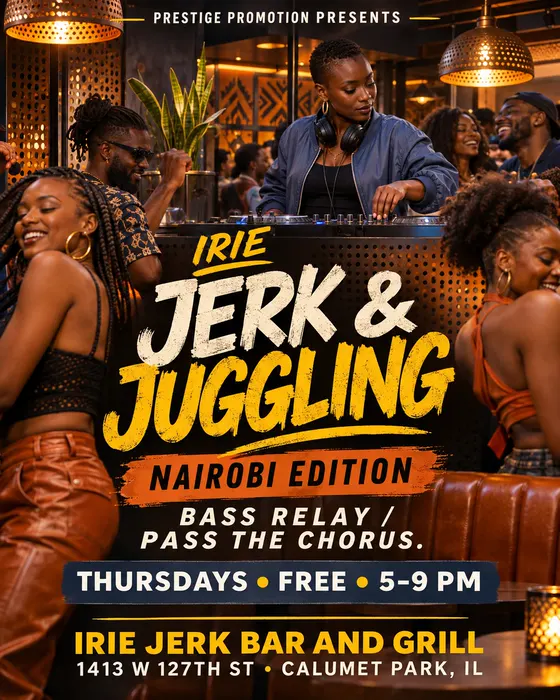 PRESTIGE PROMOTION PRESENTS
IRIE
JERK &
JUGGLING
NAIROBI EDITION
BASS RELAY /
PASS THE CHORUS.
THURSDAYS • FREE • 5–9 PM
IRIE JERK BAR AND GRILL
1413 W 127TH ST • CALUMET PARK, IL